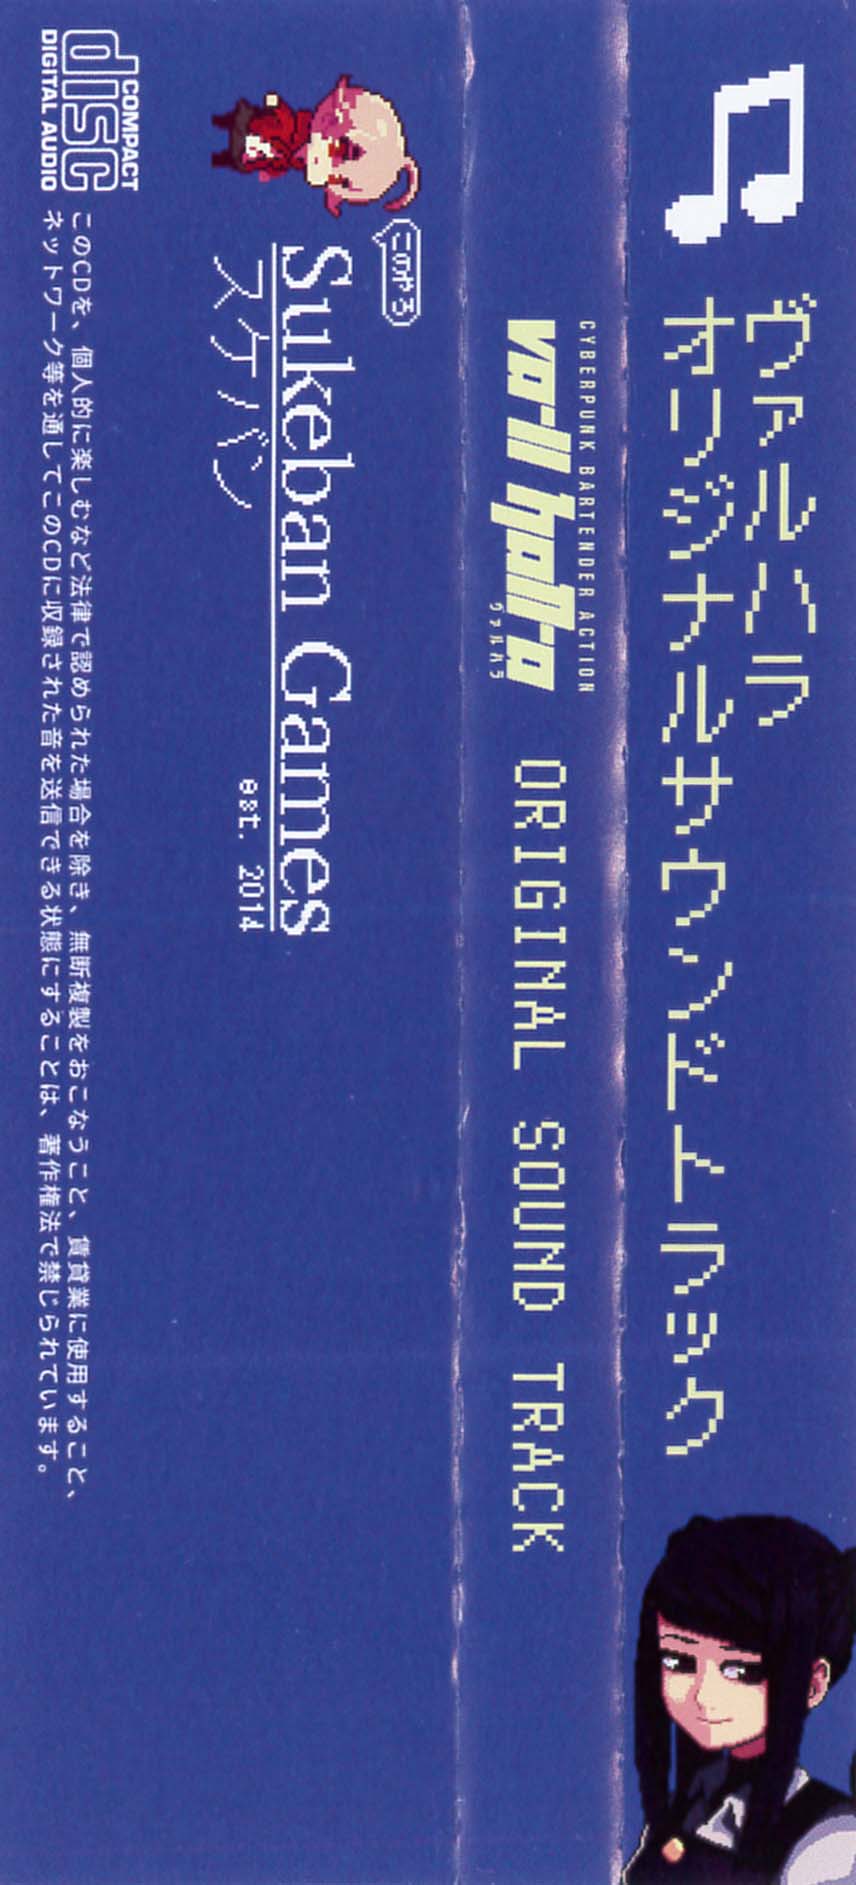 ヴァルハラ
オリジナルサウンドトラック
CYBERPUNK BARTENDER ACTION
va-ll hall-a
ヴァルハラ
ORIGINAL SOUND TRACK
このやろ
Sukeban Games
スケバン
est. 2014
COMPACT
disc
DIGITAL AUDIO
このCDを、個人的に楽しむなど法律で認められた場合を除き、無断複製をおこなうこと、賃貸業に使用すること、
ネットワーク等を通してこのCDに収録された音を送信できる状態にすることは、著作権法で禁じられています。